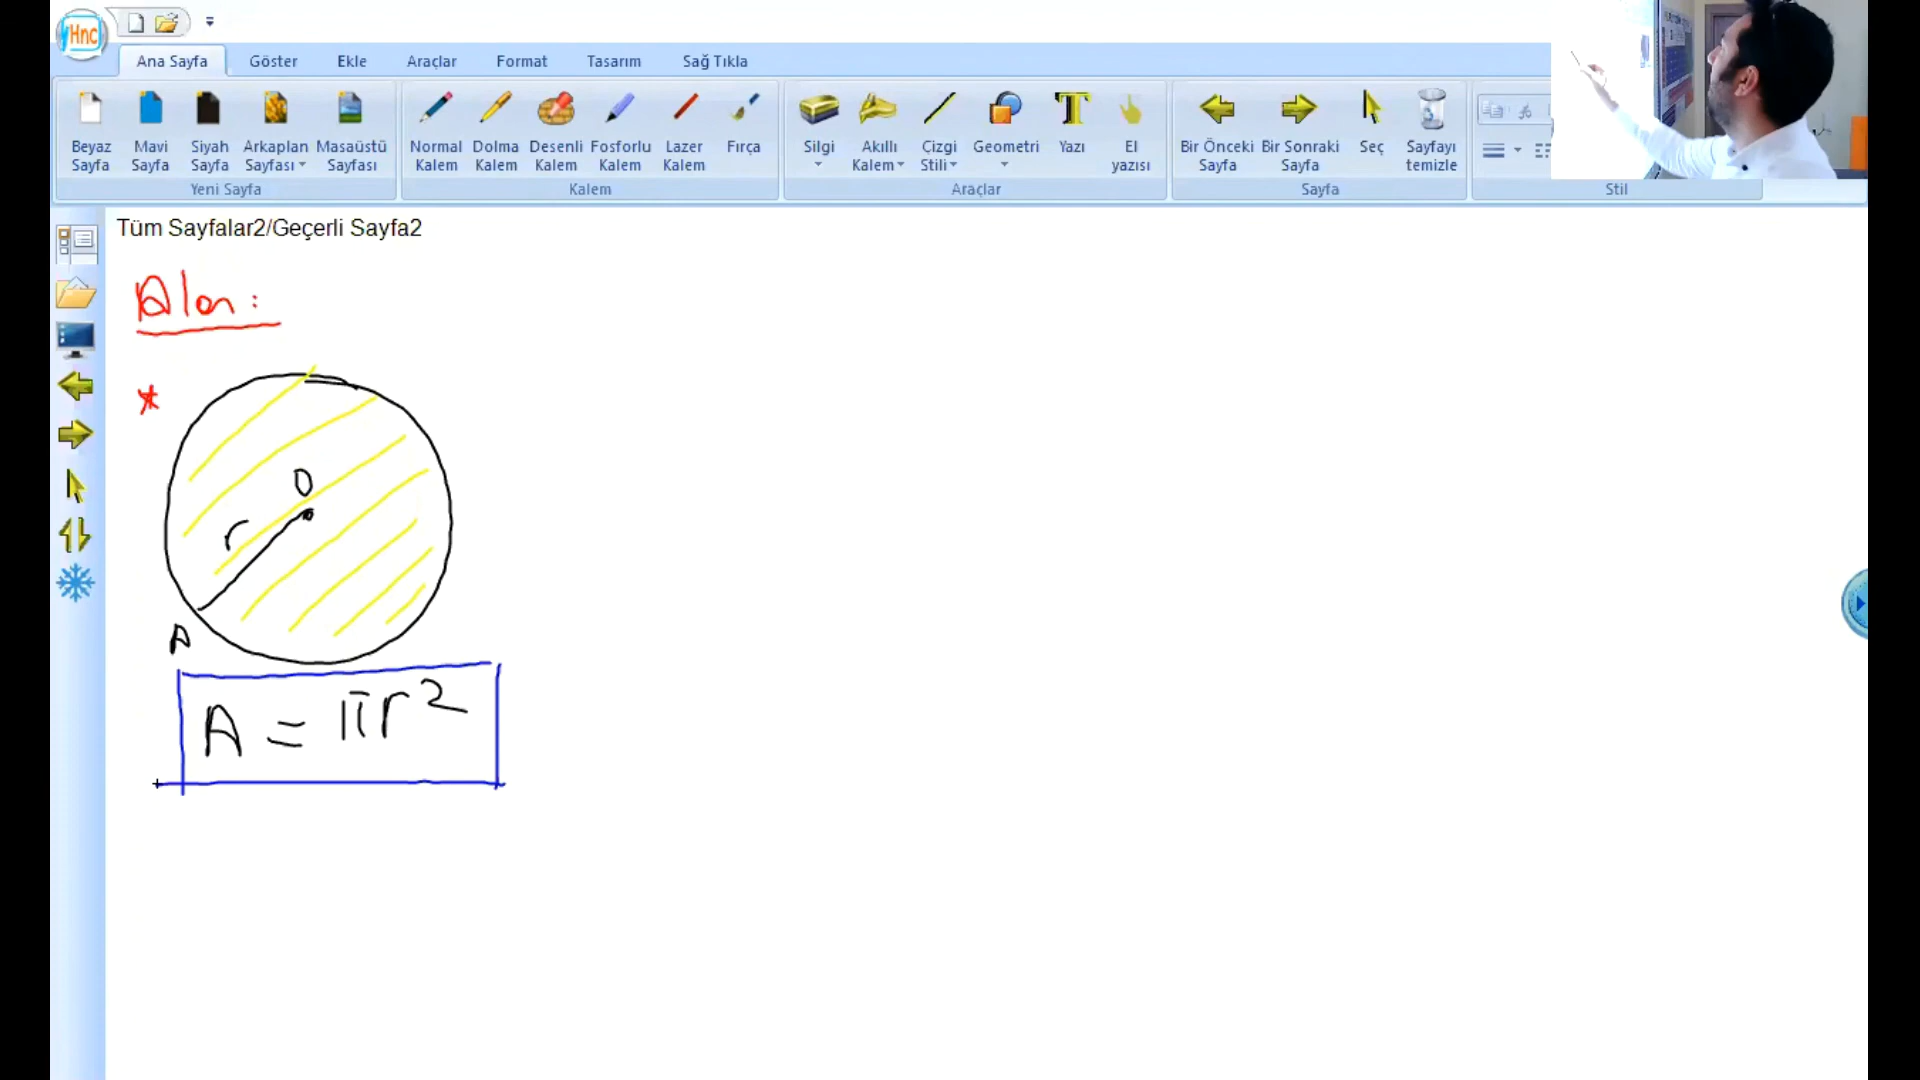 Hnc
Ana Sayfa Göster Ekle Araçlar Format Tasarım Sağ Tıkla
Beyaz Sayfa
Mavi Sayfa
Siyah Sayfa
Arkaplan Sayfası
Masaüstü Sayfası
Yeni Sayfa
Normal Kalem
Dolma Kalem
Desenli Kalem
Fosforlu Kalem
Lazer Kalem
Fırça
Kalem
Silgi
Akıllı Kalem
Çizgi Stili
Geometri
Yazı
El yazısı
Araçlar
Bir Önceki Sayfa
Bir Sonraki Sayfa
Seç
Sayfayı temizle
Sayfa
Stil
Tüm Sayfalar2/Geçerli Sayfa2
Alan:
O
r
A
A = πr²